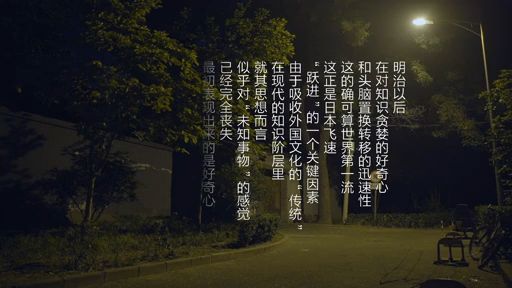 明治以后
在对知识贪婪的好奇心
和头脑置换转移的迅速性
这的确可算世界第一流
这正是日本飞速
“跃进”的一个关键因素
由于吸收外国文化的“传统”
在现代的知识阶层里
就其思想而言
似乎对“未知事物”的感觉
已经完全丧失
最初表现出来的是好奇心